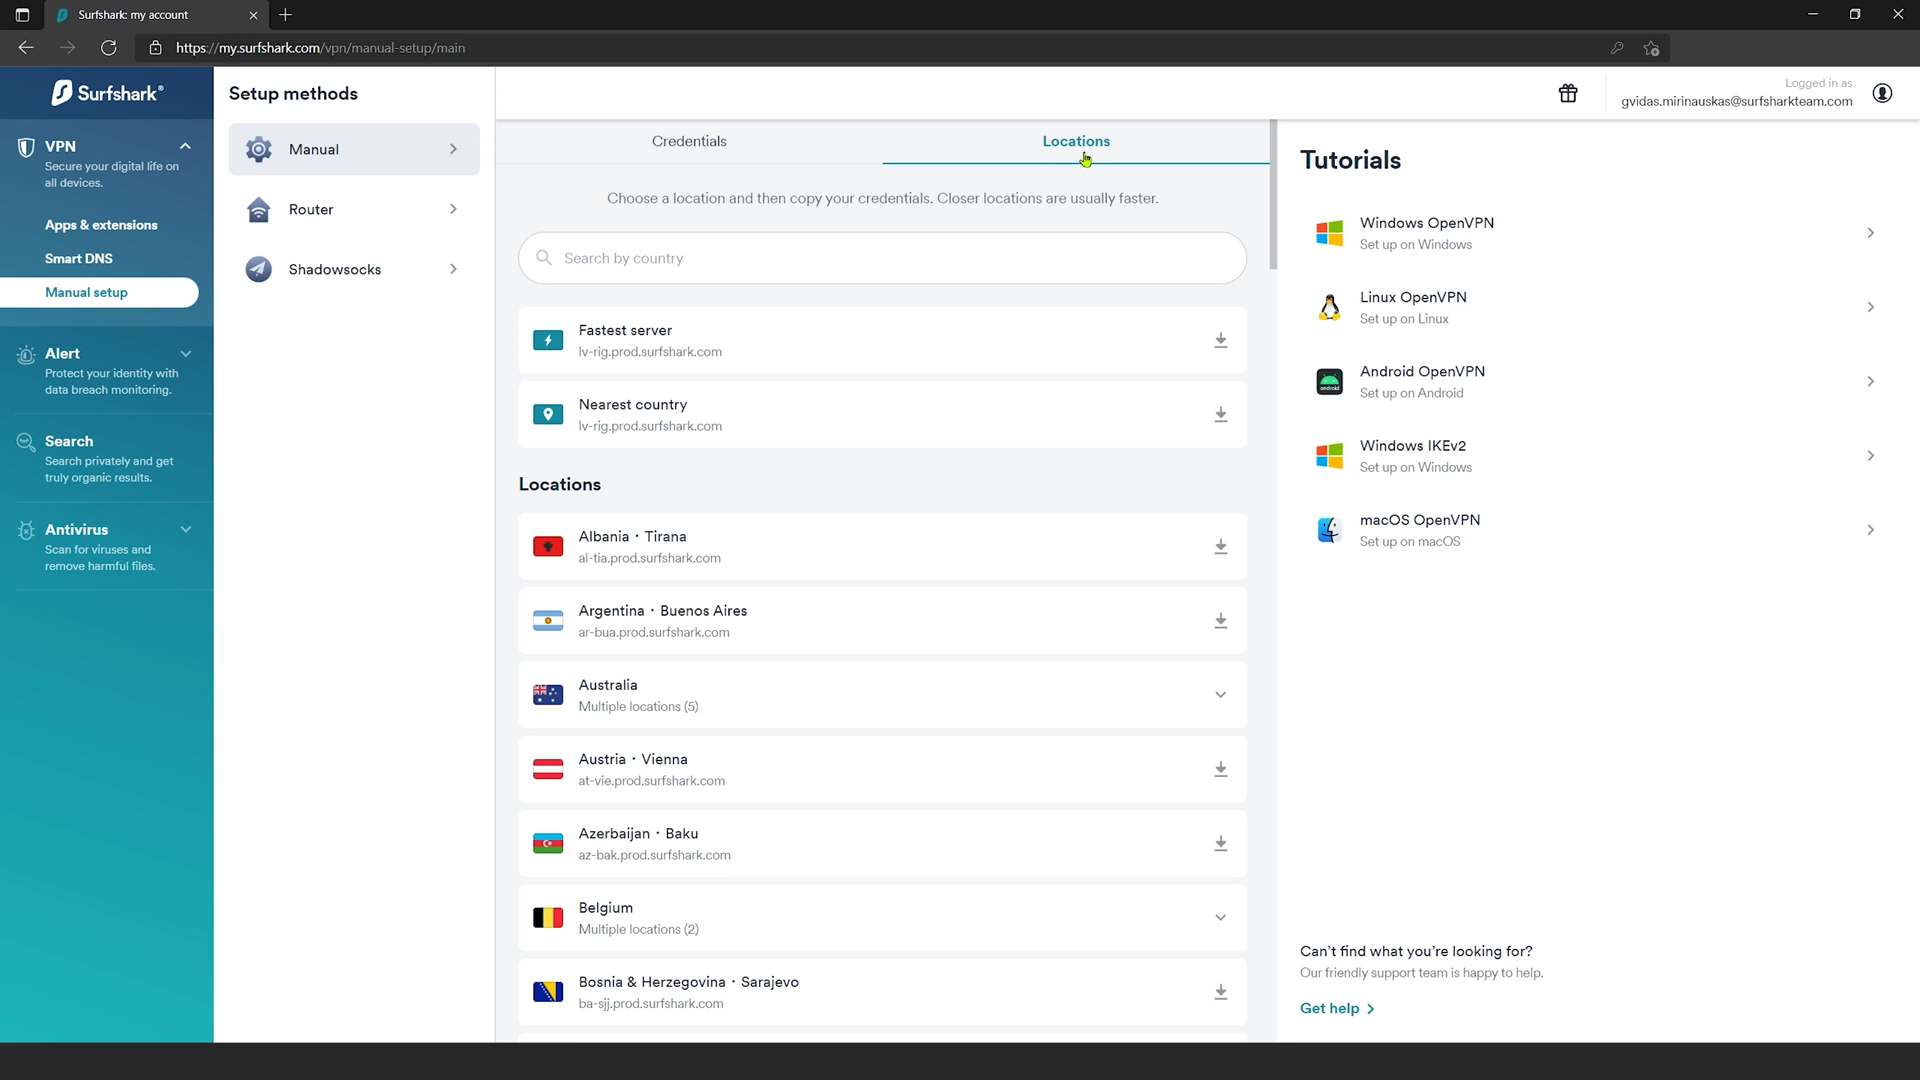 Surfshark: my account
https://my.surfshark.com/vpn/manual-setup/main
Surfshark®
VPN
Secure your digital life on
all devices.
Apps & extensions
Smart DNS
Manual setup
Alert
Protect your identity with
data breach monitoring.
Search
Search privately and get
truly organic results.
Antivirus
Scan for viruses and
remove harmful files.
Setup methods
Manual
Router
Shadowsocks
Logged in as
gvidas.mirinauskas@surfsharkteam.com
Credentials
Locations
Choose a location and then copy your credentials. Closer locations are usually faster.
Search by country
Fastest server
lv-rig.prod.surfshark.com
Nearest country
lv-rig.prod.surfshark.com
Locations
Albania · Tirana
al-tia.prod.surfshark.com
Argentina · Buenos Aires
ar-bua.prod.surfshark.com
Australia
Multiple locations (5)
Austria · Vienna
at-vie.prod.surfshark.com
Azerbaijan · Baku
az-bak.prod.surfshark.com
Belgium
Multiple locations (2)
Bosnia & Herzegovina · Sarajevo
ba-sjj.prod.surfshark.com
Tutorials
Windows OpenVPN
Set up on Windows
Linux OpenVPN
Set up on Linux
android
Android OpenVPN
Set up on Android
Windows IKEv2
Set up on Windows
macOS OpenVPN
Set up on macOS
Can't find what you're looking for?
Our friendly support team is happy to help.
Get help